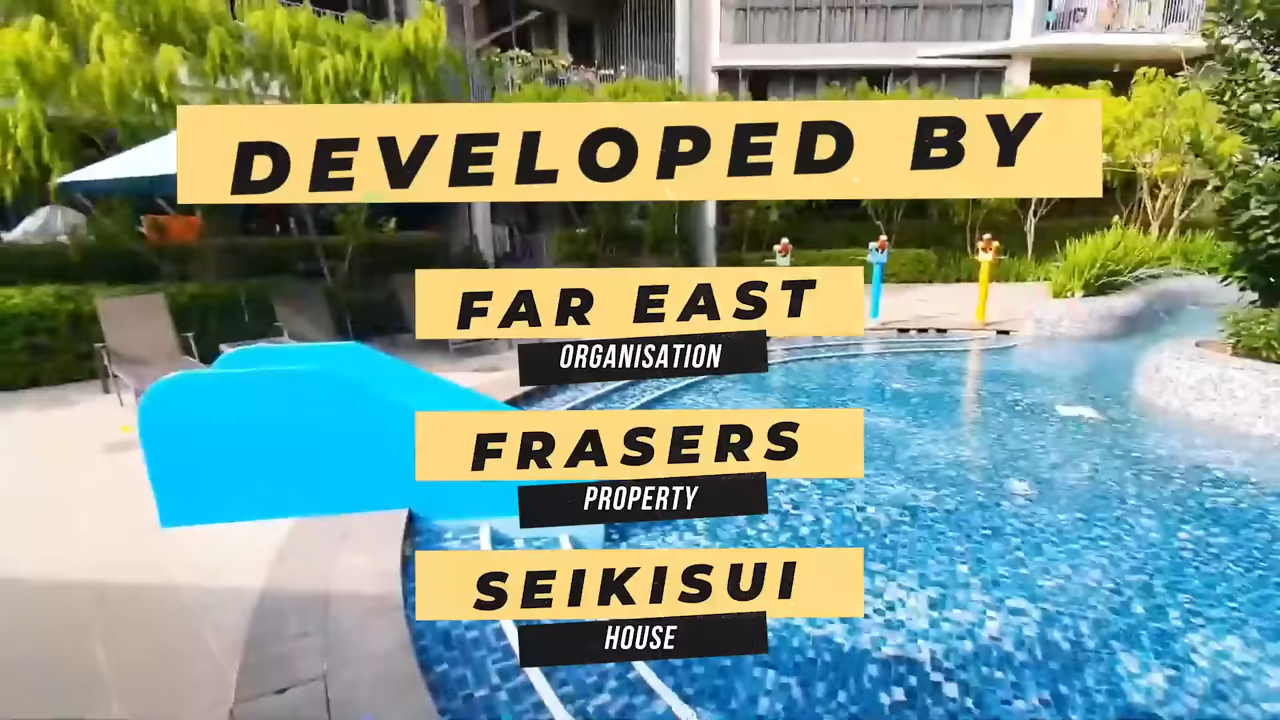 DEVELOPED BY
FAR EAST
ORGANISATION
FRASERS
PROPERTY
SEIKISUI
HOUSE